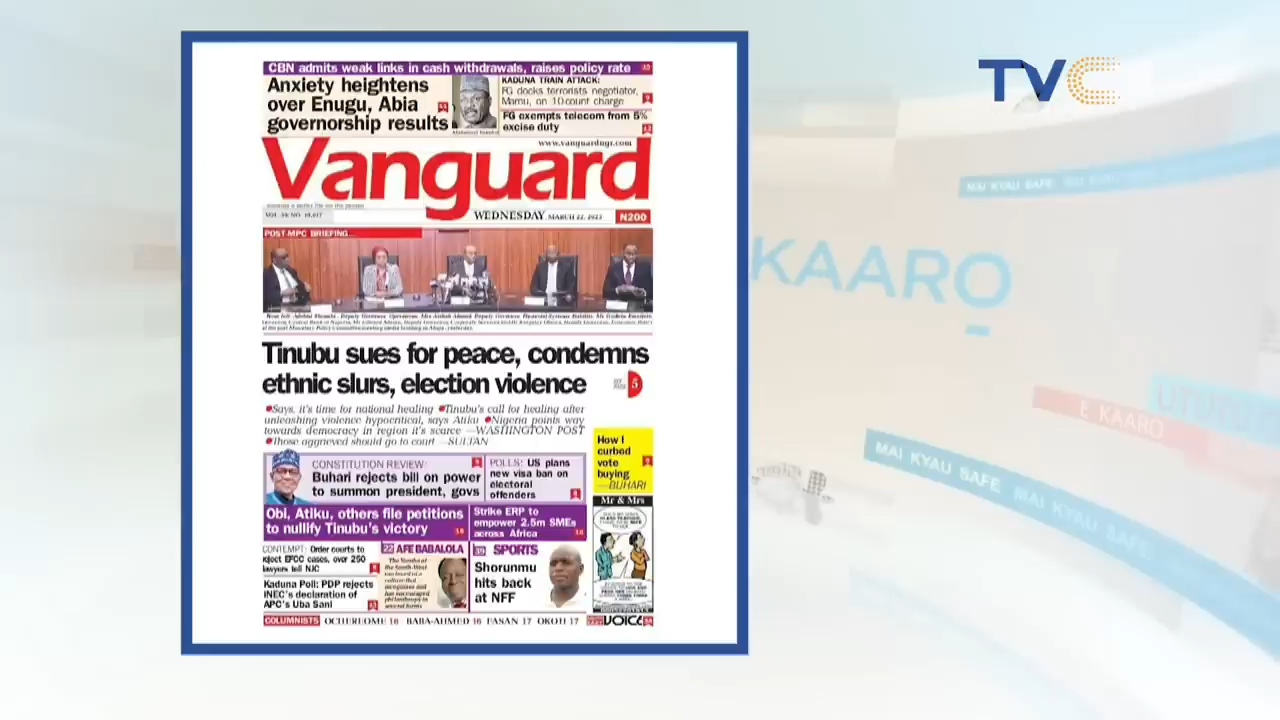 TVC
CBN admits weak links in cash withdrawals, raises policy rate
Anxiety heightens
over Enugu, Abia
governorship results
KADUNA TRAIN ATTACK:
FG docks terrorists negotiator,
Mamu, on 10-count charge
FG exempts telecom from 5%
excise duty
www.vanguardngr.com
Vanguard
WEDNESDAY, MARCH 22, 2023
N200
POST-MPC BRIEFING...
Tinubu sues for peace, condemns
ethnic slurs, election violence
5
•Says, it's time for national healing •Tinubu's call for healing after
unleashing violence hypocritical, says Atiku •Nigeria points way
towards democracy in region it's scarce —WASHINGTON POST
•Those aggrieved should go to court —SULTAN
How I
curbed
vote
buying
—BUHARI
CONSTITUTION REVIEW:
Buhari rejects bill on power
to summon president, govs
POLLS: US plans
new visa ban on
electoral
offenders
Obi, Atiku, others file petitions
to nullify Tinubu's victory
Strike ERP to
empower 2.5m SMEs
across Africa
Mr & Mrs
CONTEMPT: Order courts to
reject EFCC cases, over 250
lawyers tell NJC
Kaduna Poll: PDP rejects
INEC's declaration of
APC's Uba Sani
22 AFE BABALOLA
39 SPORTS
Shorunmu
hits back
at NFF
COLUMNISTS OCHEREOME 16 BABA-AHMED 16 FASAN 17 OKOH 17
VOICE
KAARO
E KAARO
MAI KYAU SAFE